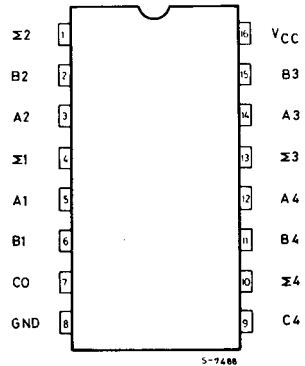 Σ2 1 16 VCC
B2 2 15 B3
A2 3 14 A3
Σ1 4 13 Σ3
A1 5 12 A4
B1 6 11 B4
C0 7 10 Σ4
GND 8 9 C4
S-7488